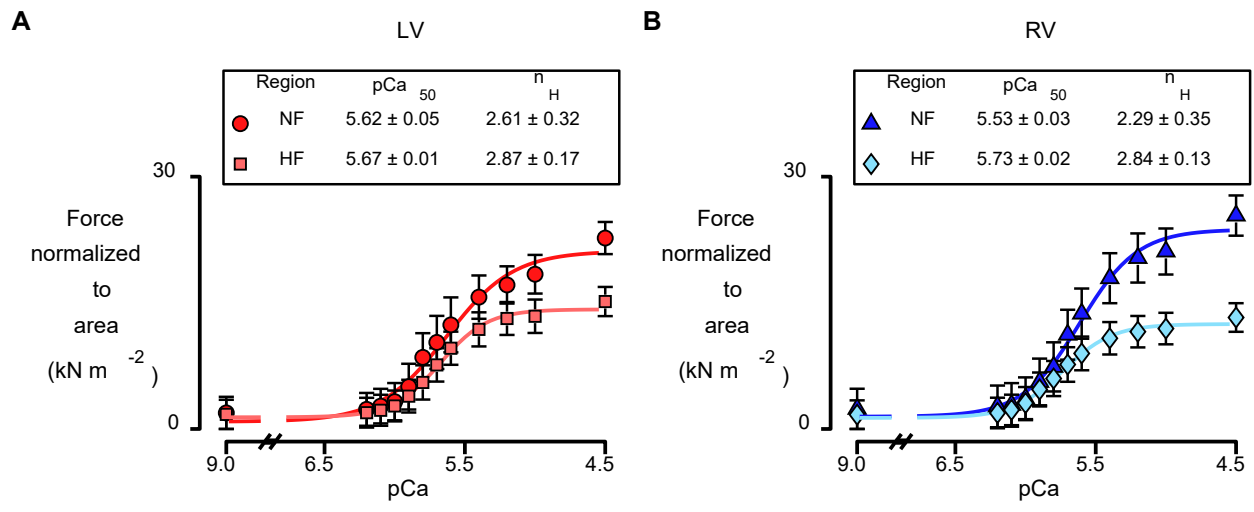 A
LV
Region pCa 50 n H
NF 5.62 ± 0.05 2.61 ± 0.32
HF 5.67 ± 0.01 2.87 ± 0.17
30
Force
normalized
to
area
(kN m -2 )
0
9.0 6.5 5.5 4.5
pCa
B
RV
Region pCa 50 n H
NF 5.53 ± 0.03 2.29 ± 0.35
HF 5.73 ± 0.02 2.84 ± 0.13
30
Force
normalized
to
area
(kN m -2 )
0
9.0 6.5 5.5 4.5
pCa